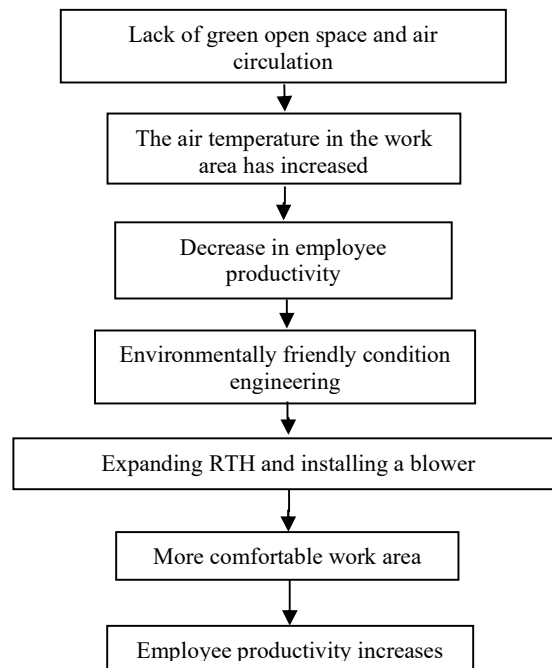 Lack of green open space and air
circulation
The air temperature in the work
area has increased
Decrease in employee
productivity
Environmentally friendly condition
engineering
Expanding RTH and installing a blower
More comfortable work area
Employee productivity increases